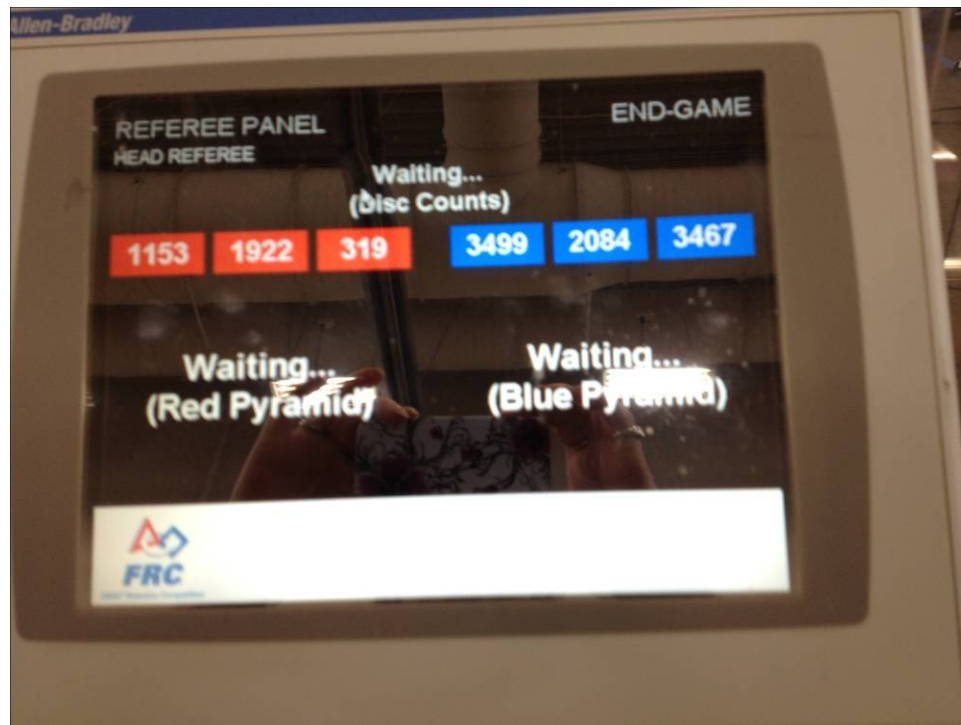 Allen-Bradley
REFEREE PANEL
END-GAME
HEAD REFEREE
Waiting...
(Disc Counts)
1153 1922 319 3499 2084 3467
Waiting...
(Red Pyramid)
Waiting...
(Blue Pyramid)
FRC